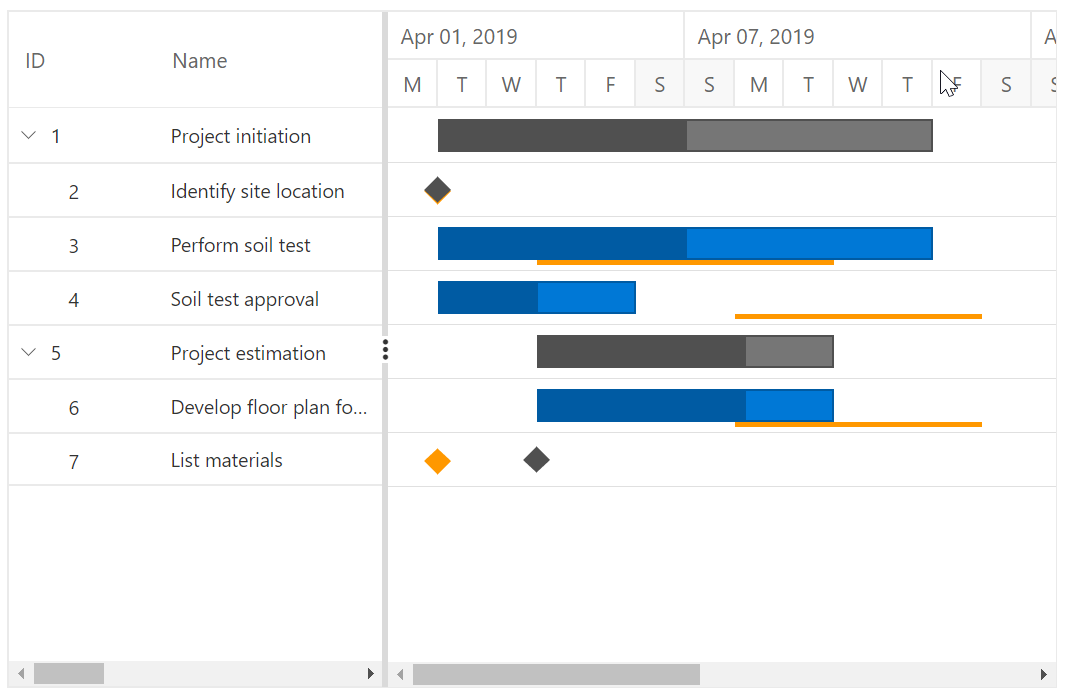 ID Name Apr 01, 2019 Apr 07, 2019 A
M T W T F S S M T W T F S S
1 Project initiation
2 Identify site location
3 Perform soil test
4 Soil test approval
5 Project estimation
6 Develop floor plan fo...
7 List materials